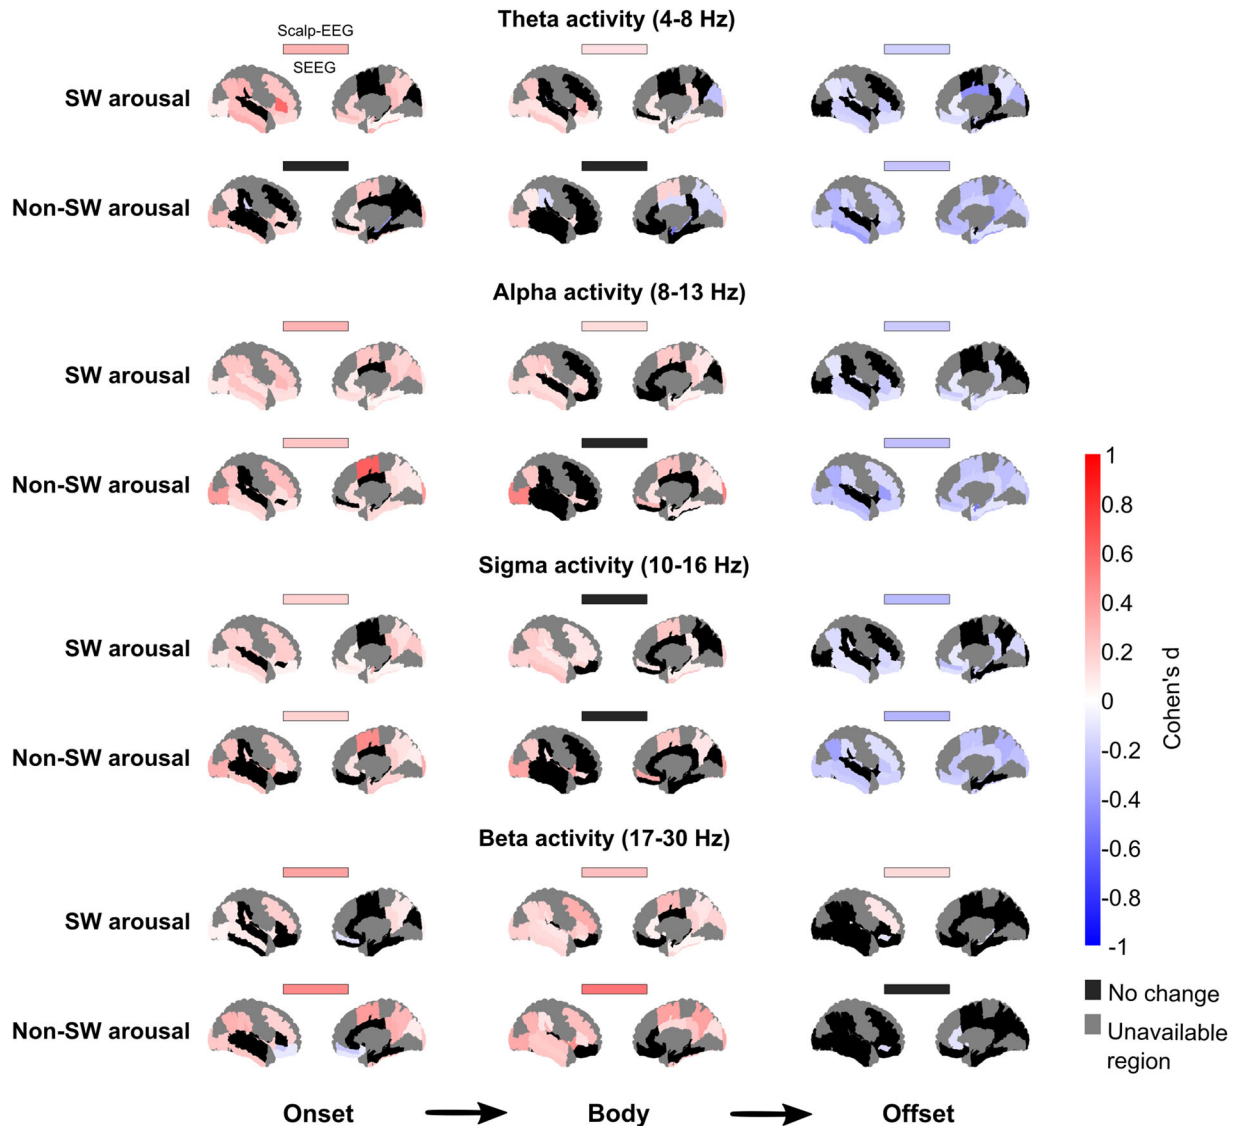 Theta activity (4-8 Hz)
Scalp-EEG
SEEG
SW arousal
Non-SW arousal
Alpha activity (8-13 Hz)
SW arousal
Non-SW arousal
Sigma activity (10-16 Hz)
SW arousal
Non-SW arousal
Beta activity (17-30 Hz)
SW arousal
Non-SW arousal
Onset
Body
Offset
1
0.8
0.6
0.4
0.2
0
-0.2
-0.4
-0.6
-0.8
-1
Cohen's d
No change
Unavailable
region